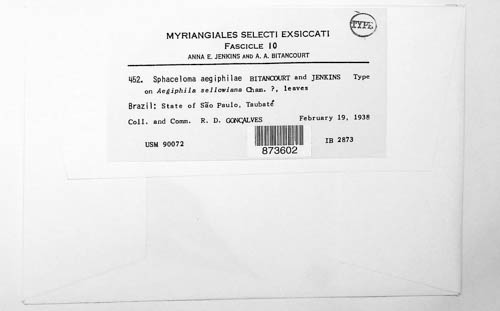 TYPE
MYRIANGIALES SELECTI EXSICCATI
FASCICLE 10
ANNA E. JENKINS AND A. A. BITANCOURT
452. Sphaceloma aegiphilae BITANCOURT and JENKINS Type
on Aegiphila sellowiana Cham. ?, leaves
Brazil: State of São Paulo, Taubaté
Coll. and Comm. R. D. GONÇALVES February 19, 1938
USM 90072 IB 2873
873602